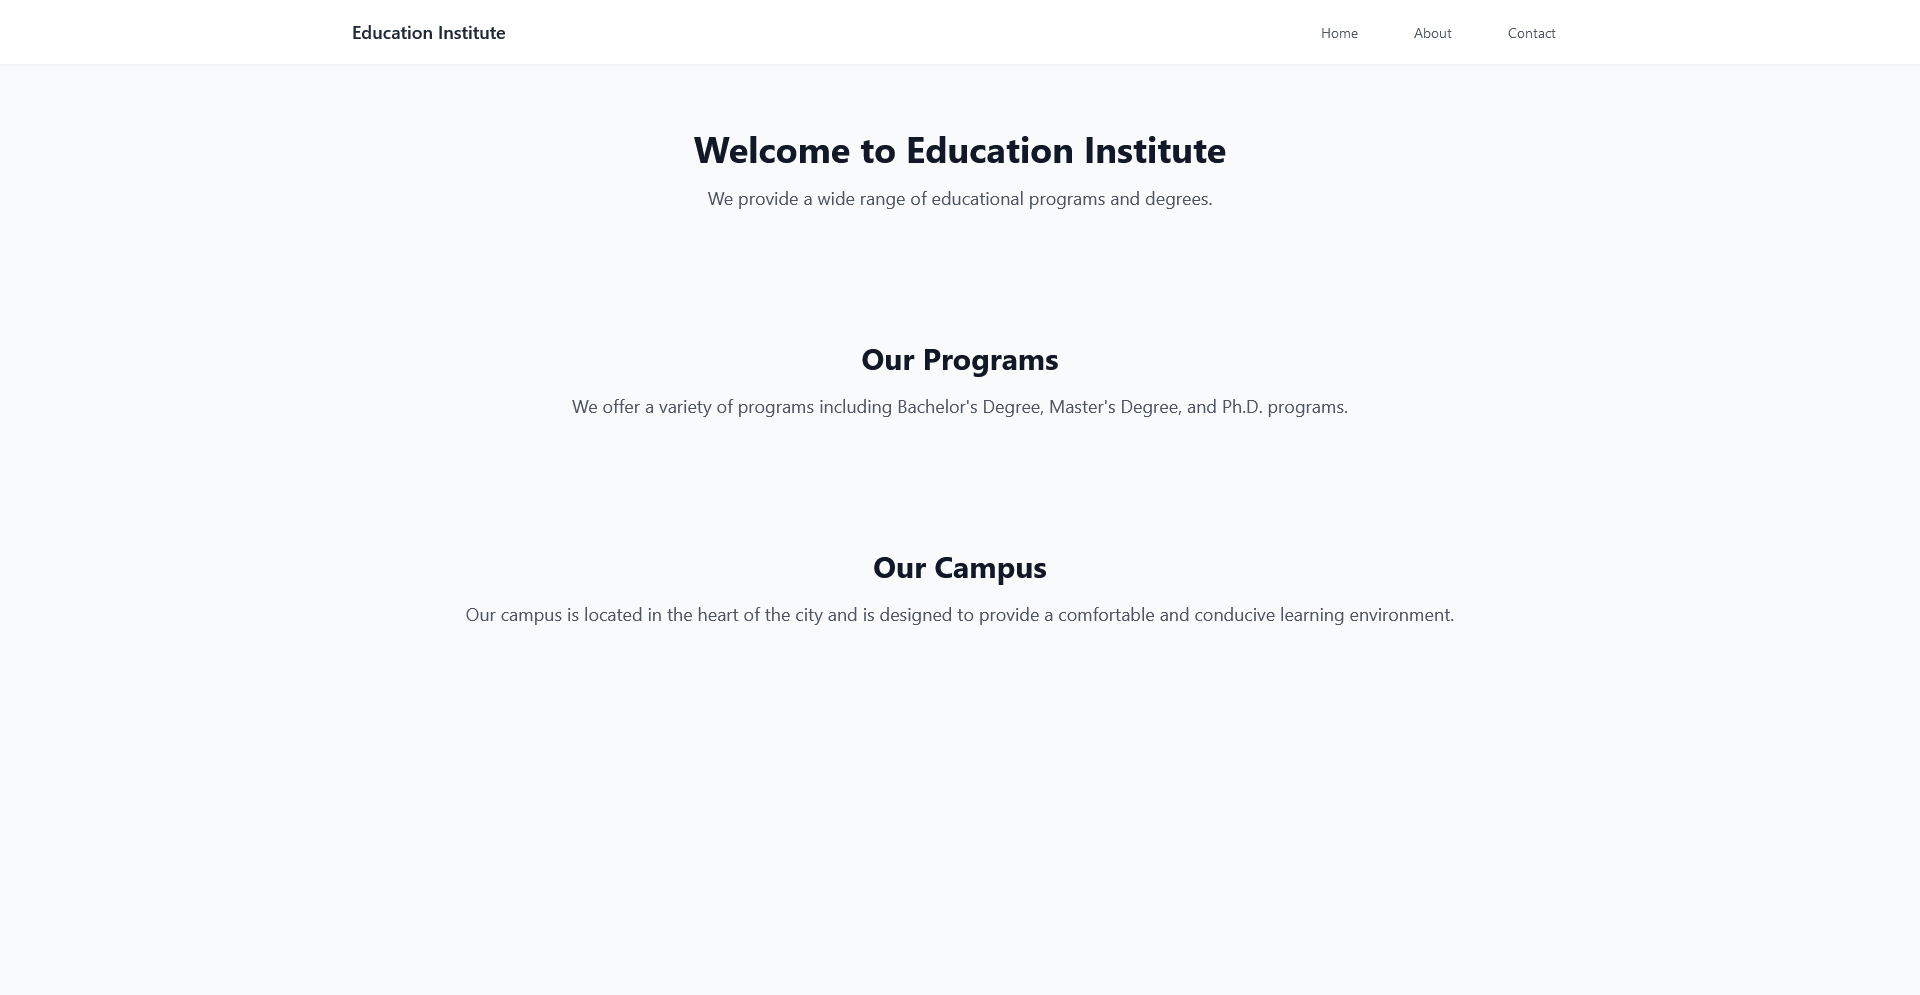 Education Institute
Home
About
Contact
Welcome to Education Institute
We provide a wide range of educational programs and degrees.
Our Programs
We offer a variety of programs including Bachelor's Degree, Master's Degree, and Ph.D. programs.
Our Campus
Our campus is located in the heart of the city and is designed to provide a comfortable and conducive learning environment.